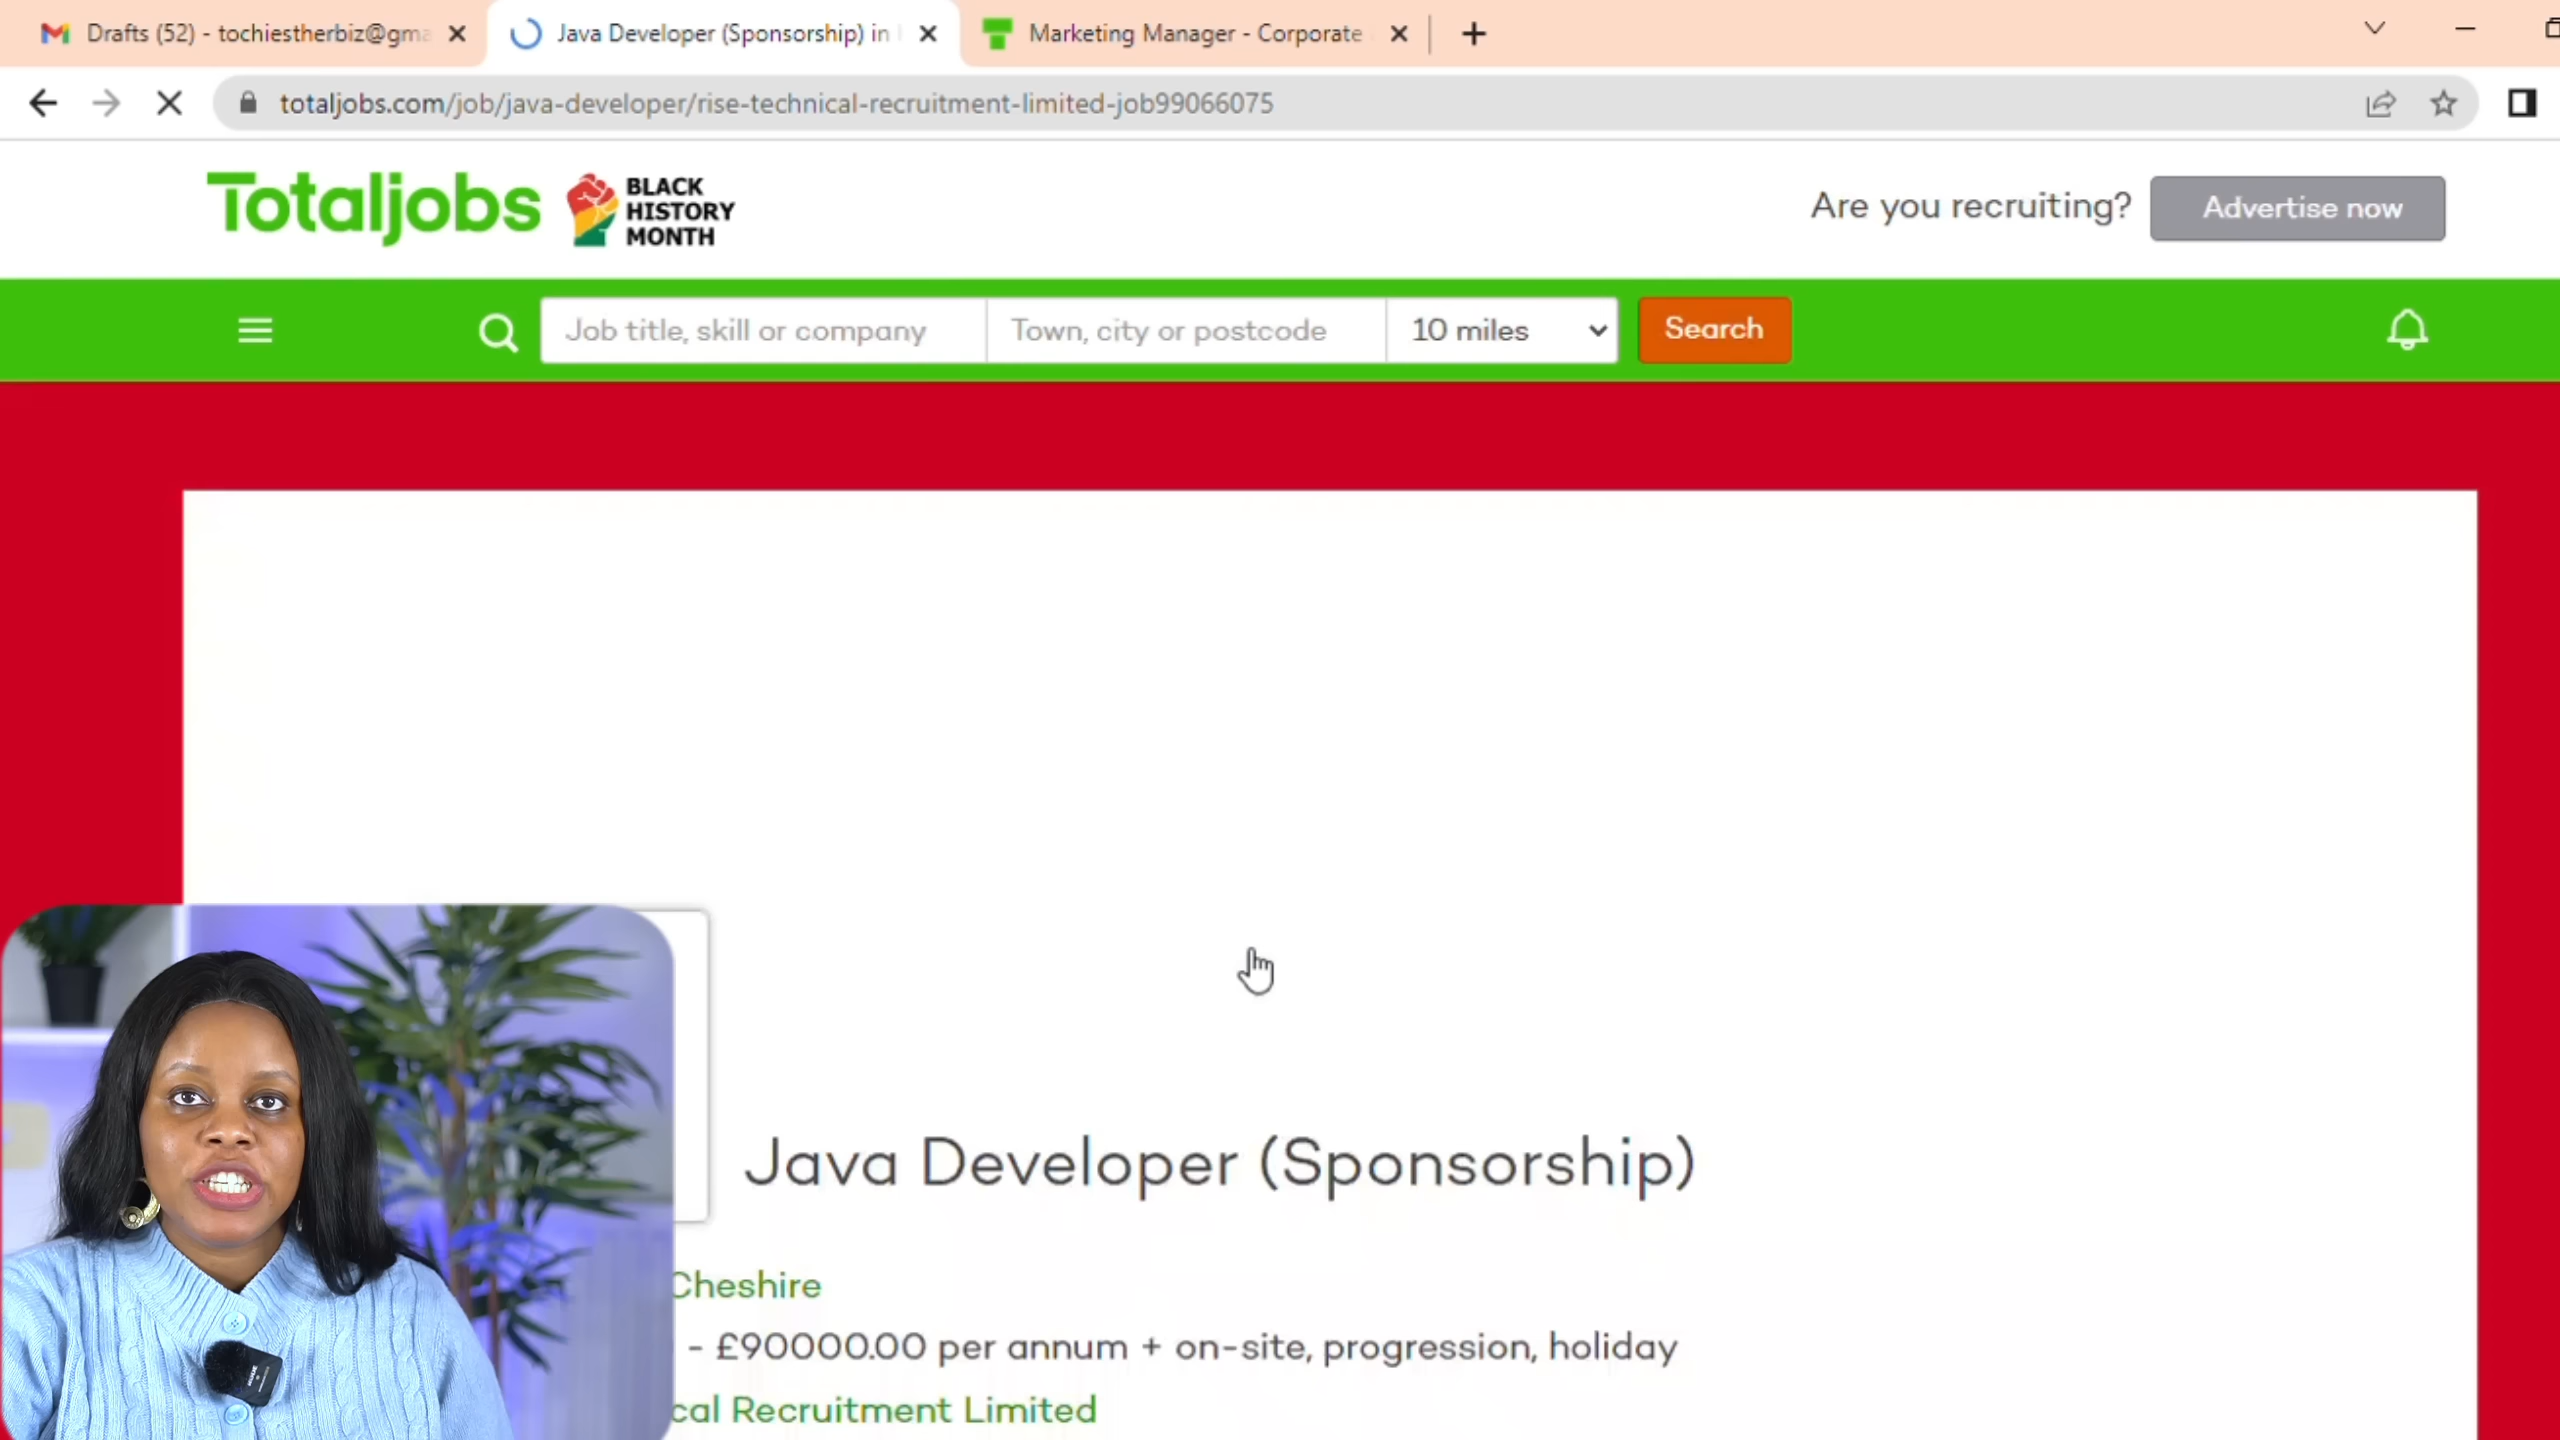 Drafts (52) - tochiestherbiz@gma
Java Developer (Sponsorship) in
Marketing Manager - Corporate
totaljobs.com/job/java-developer/rise-technical-recruitment-limited-job99066075
Totaljobs
BLACK
HISTORY
MONTH
Are you recruiting?
Advertise now
Job title, skill or company
Town, city or postcode
10 miles
Search
Java Developer (Sponsorship)
Cheshire
- £90000.00 per annum + on-site, progression, holiday
cal Recruitment Limited